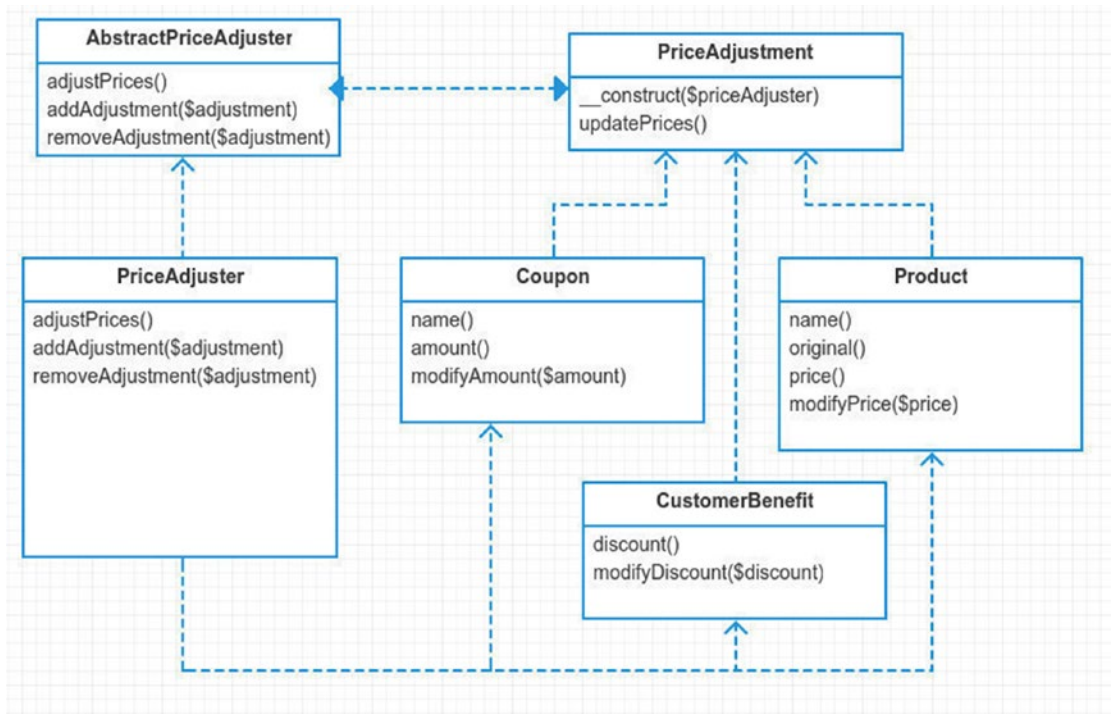 AbstractPriceAdjuster
adjustPrices()
addAdjustment($adjustment)
removeAdjustment($adjustment)
PriceAdjustment
__construct($priceAdjuster)
updatePrices()
PriceAdjuster
adjustPrices()
addAdjustment($adjustment)
removeAdjustment($adjustment)
Coupon
name()
amount()
modifyAmount($amount)
Product
name()
original()
price()
modifyPrice($price)
CustomerBenefit
discount()
modifyDiscount($discount)